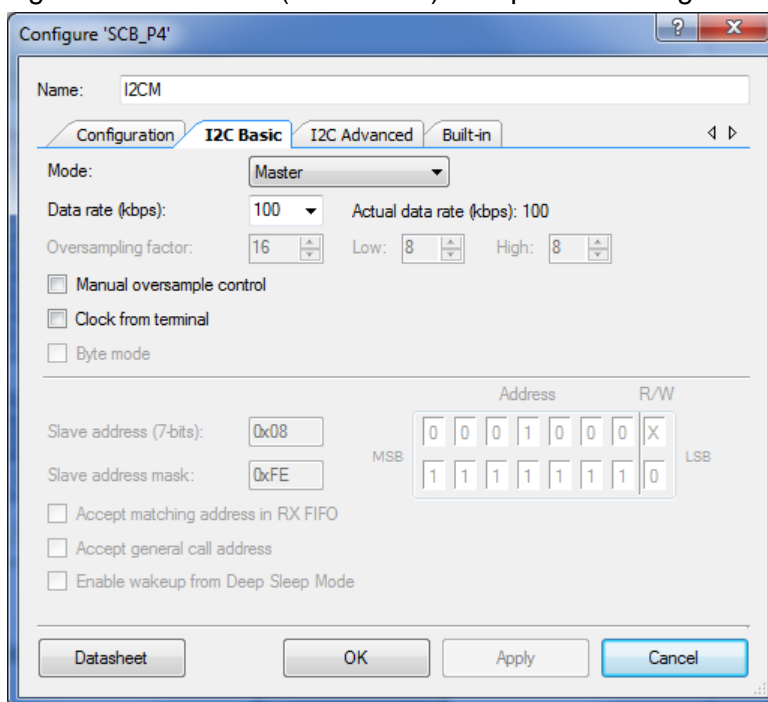 Configure 'SCB_P4'
Name: I2CM
Configuration I2C Basic I2C Advanced Built-in
Mode: Master
Data rate (kbps): 100 Actual data rate (kbps): 100
Oversampling factor: 16 Low: 8 High: 8
Manual oversample control
Clock from terminal
Byte mode
Address R/W
Slave address (7-bits): 0x08 0 0 0 1 0 0 0 X
MSB LSB
Slave address mask: 0xFE 1 1 1 1 1 1 1 0
Accept matching address in RX FIFO
Accept general call address
Enable wakeup from Deep Sleep Mode
Datasheet OK Apply Cancel